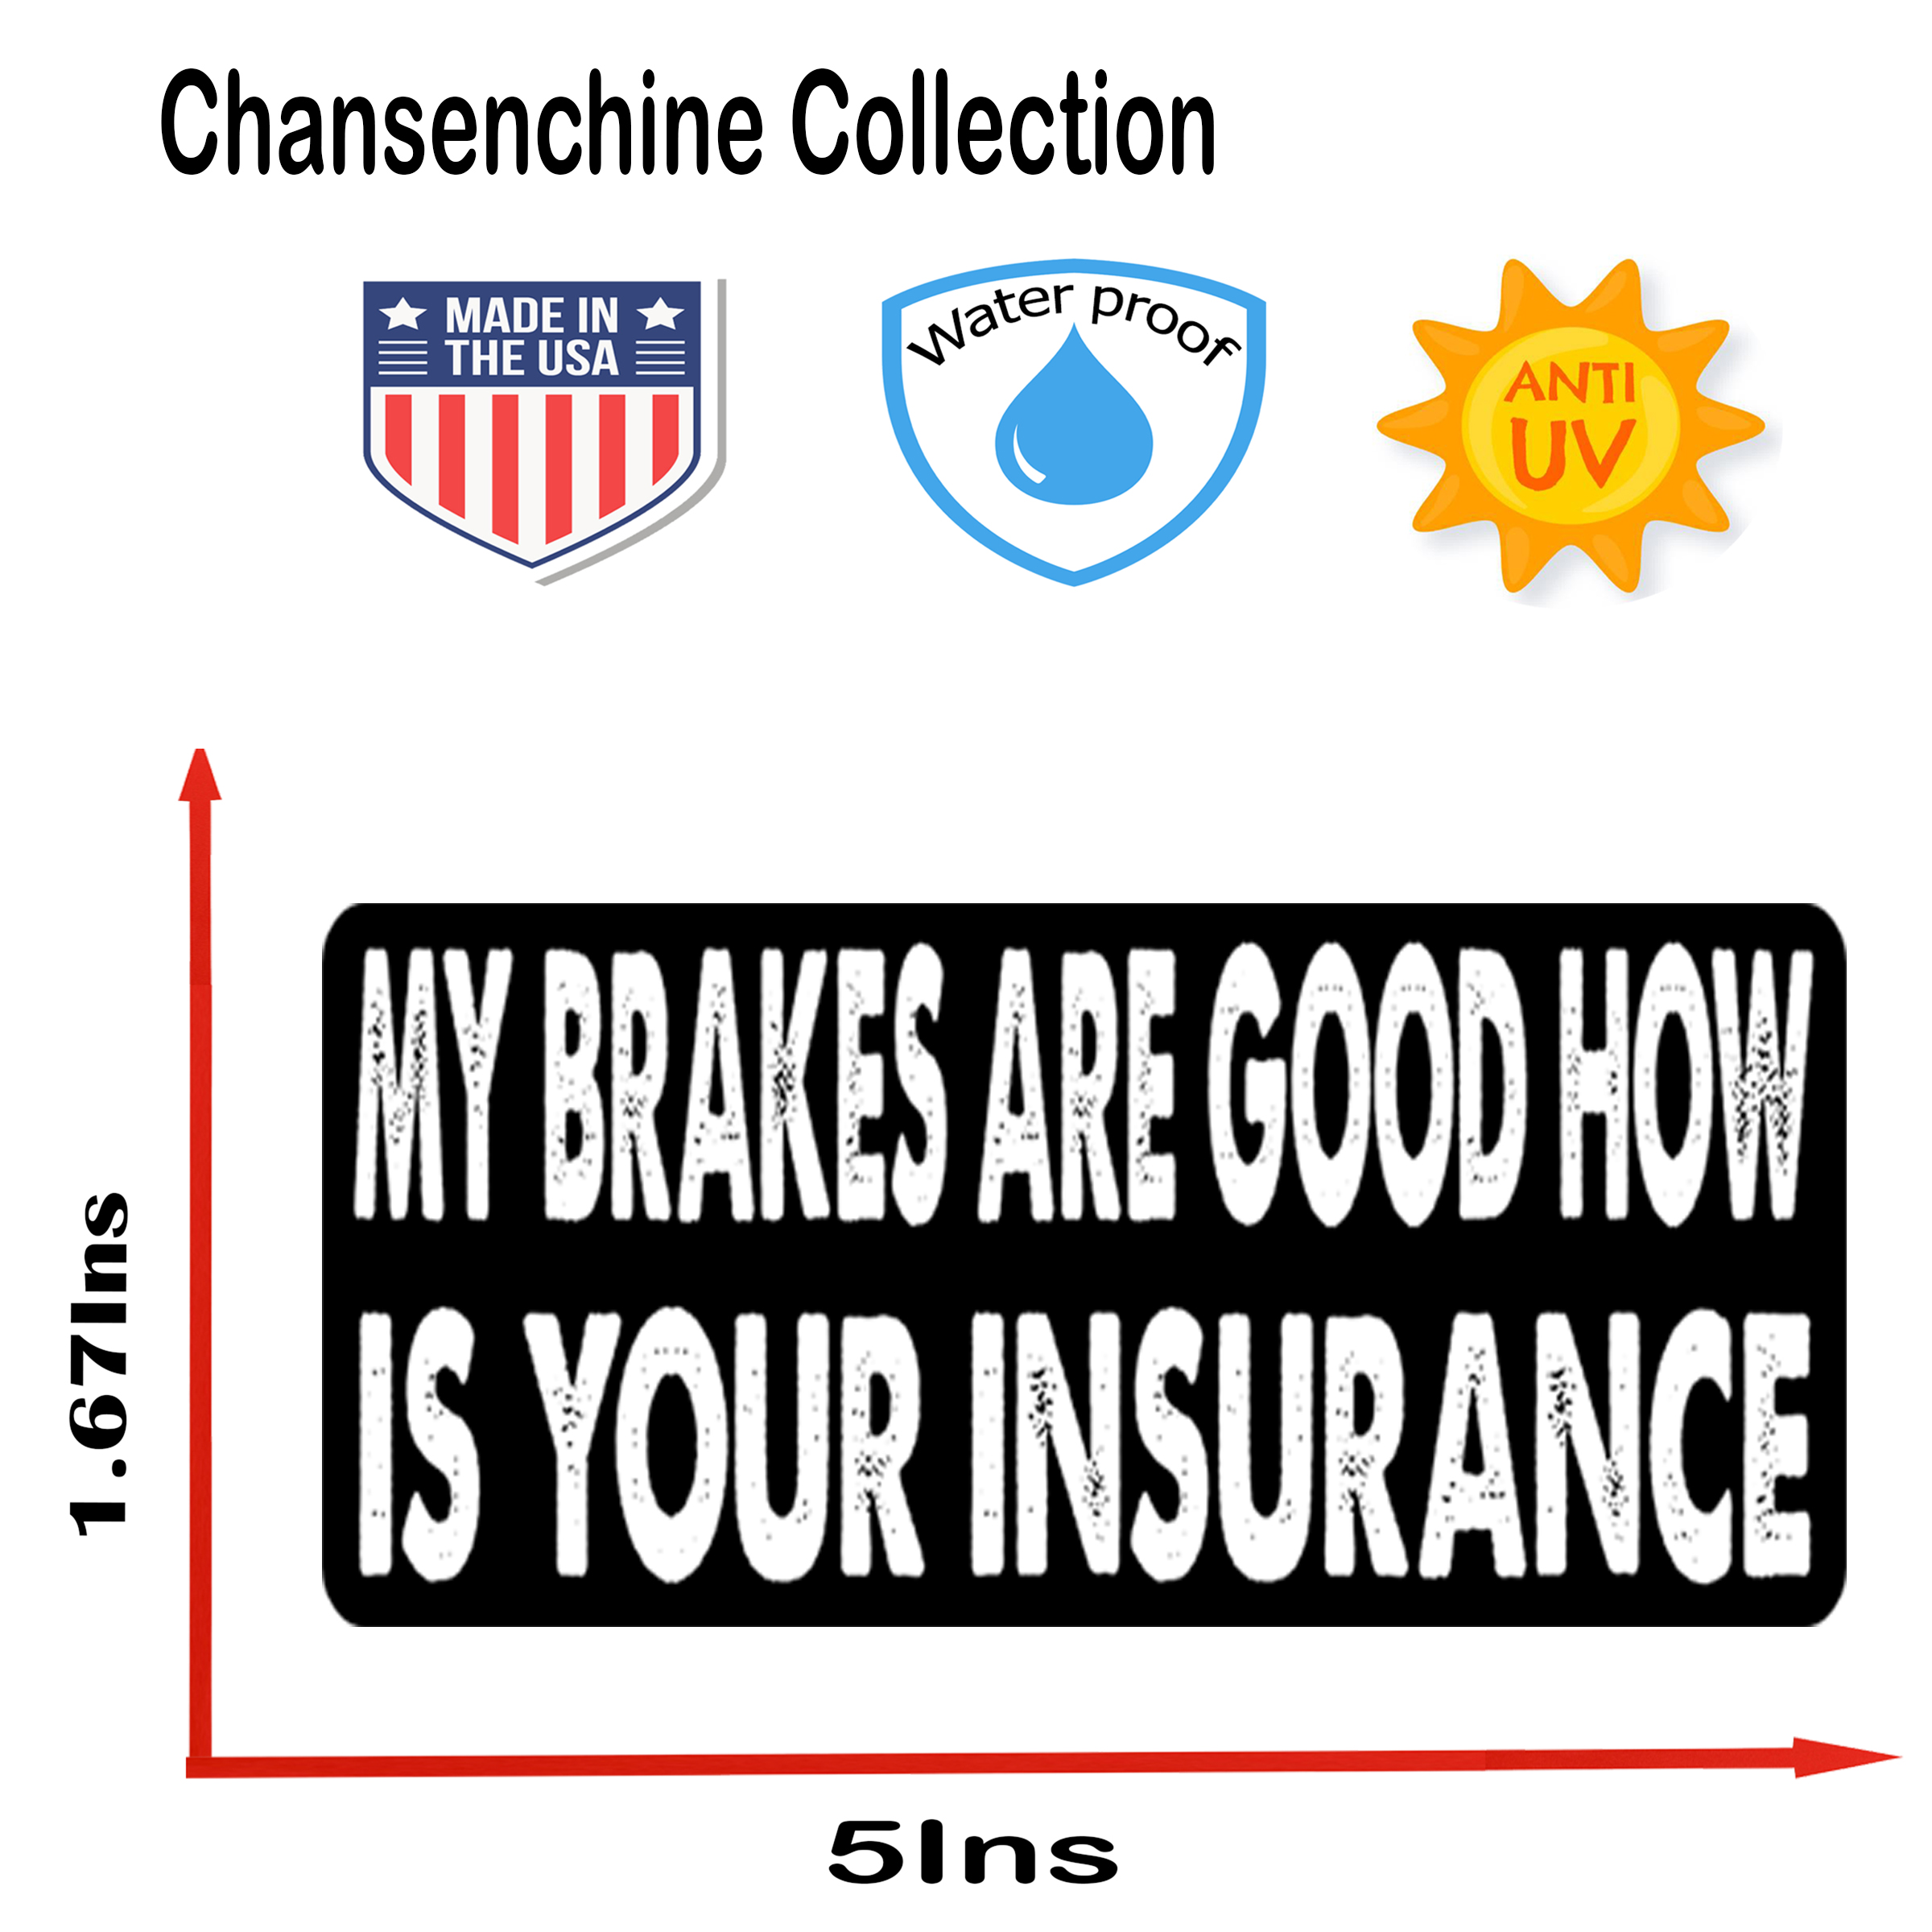 Chansenchine Collection
MADE IN
THE USA
Water proof
ANTI
UV
MY BRAKES ARE GOOD HOW
IS YOUR INSURANCE
1.67Ins
5Ins